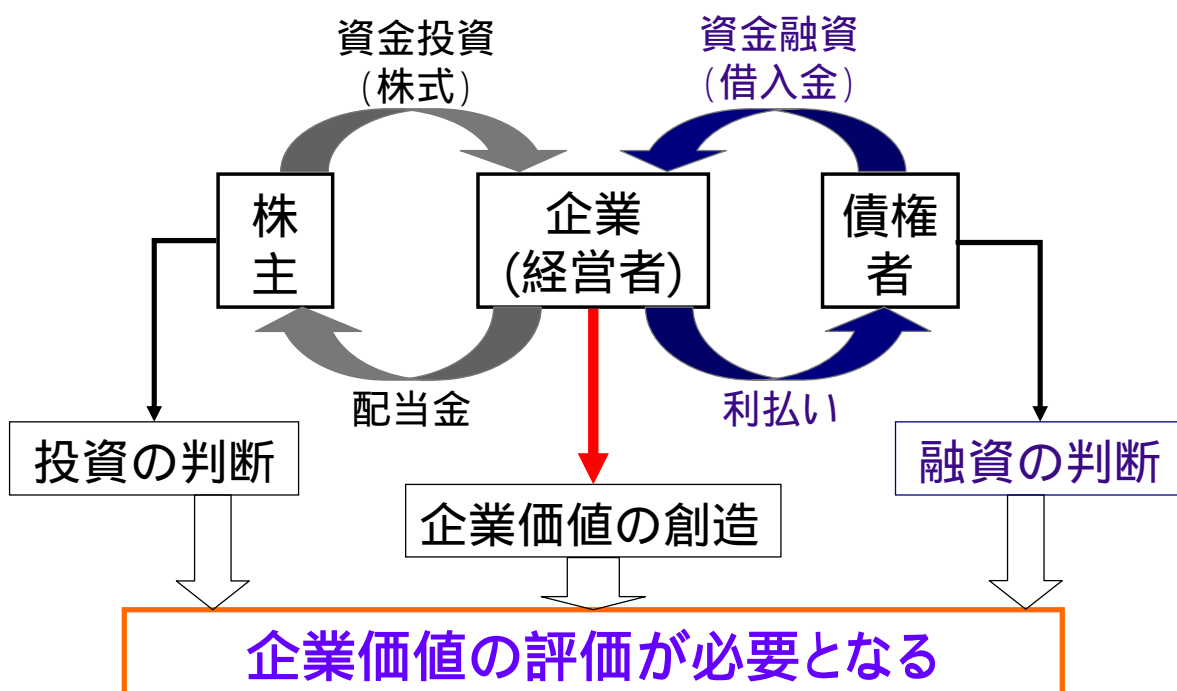 資金投資
(株式)
資金融資
(借入金)
株
主
企業
(経営者)
債権
者
配当金
利払い
投資の判断
企業価値の創造
融資の判断
企業価値の評価が必要となる